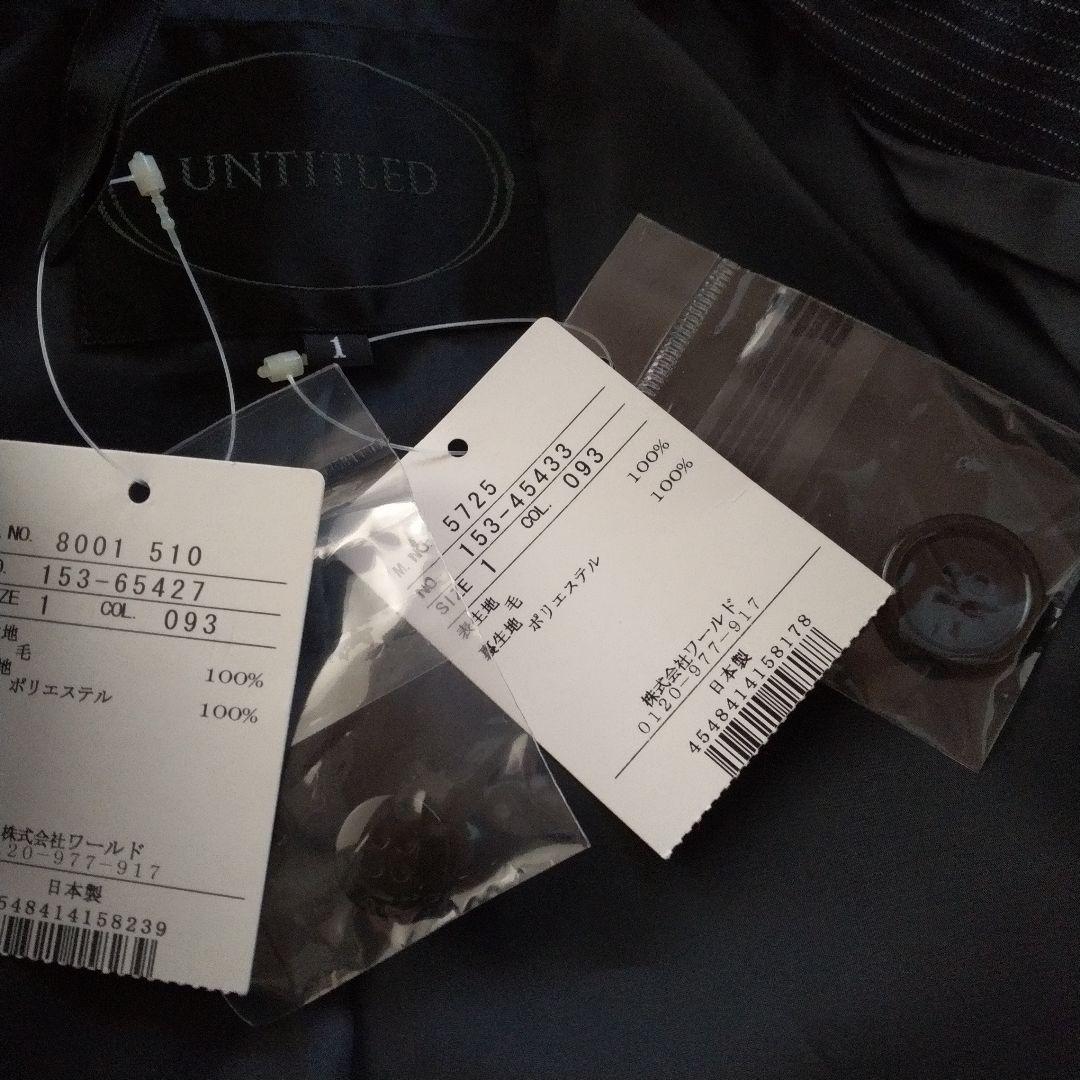 UNTITLED
1
. NO. 8001 510
O. 153-65427
ZE 1 COL. 093
生地
毛 100%
地
ポリエステル 100%
株式会社ワールド
120-977-917
日本製
548414158239
M. NO. 5725
NO. 153-45433
SIZE 1 COL. 093
表生地
毛 100%
裏生地
ポリエステル 100%
株式会社ワールド
0120-977-917
日本製
4548414158178